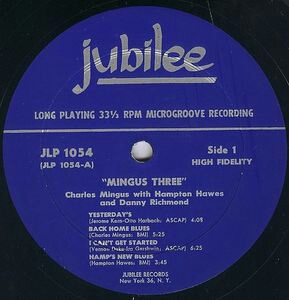 jubilee
LONG PLAYING 33⅓ RPM MICROGROOVE RECORDING
JLP 1054
(JLP 1054-A)
Side 1
HIGH FIDELITY
"MINGUS THREE"
Charles Mingus with Hampton Hawes
and Danny Richmond
YESTERDAY'S
(Jerome Kern-Otto Harbach; ASCAP) 4:08
BACK HOME BLUES
(Charles Mingus; BMI) 5:25
I CAN'T GET STARTED
(Vernon Duke-Ira Gershwin; ASCAP) 6:25
HAMP'S NEW BLUES
(Hampton Hawes; BMI) 3:45
JUBILEE RECORDS
New York 36, N.Y.